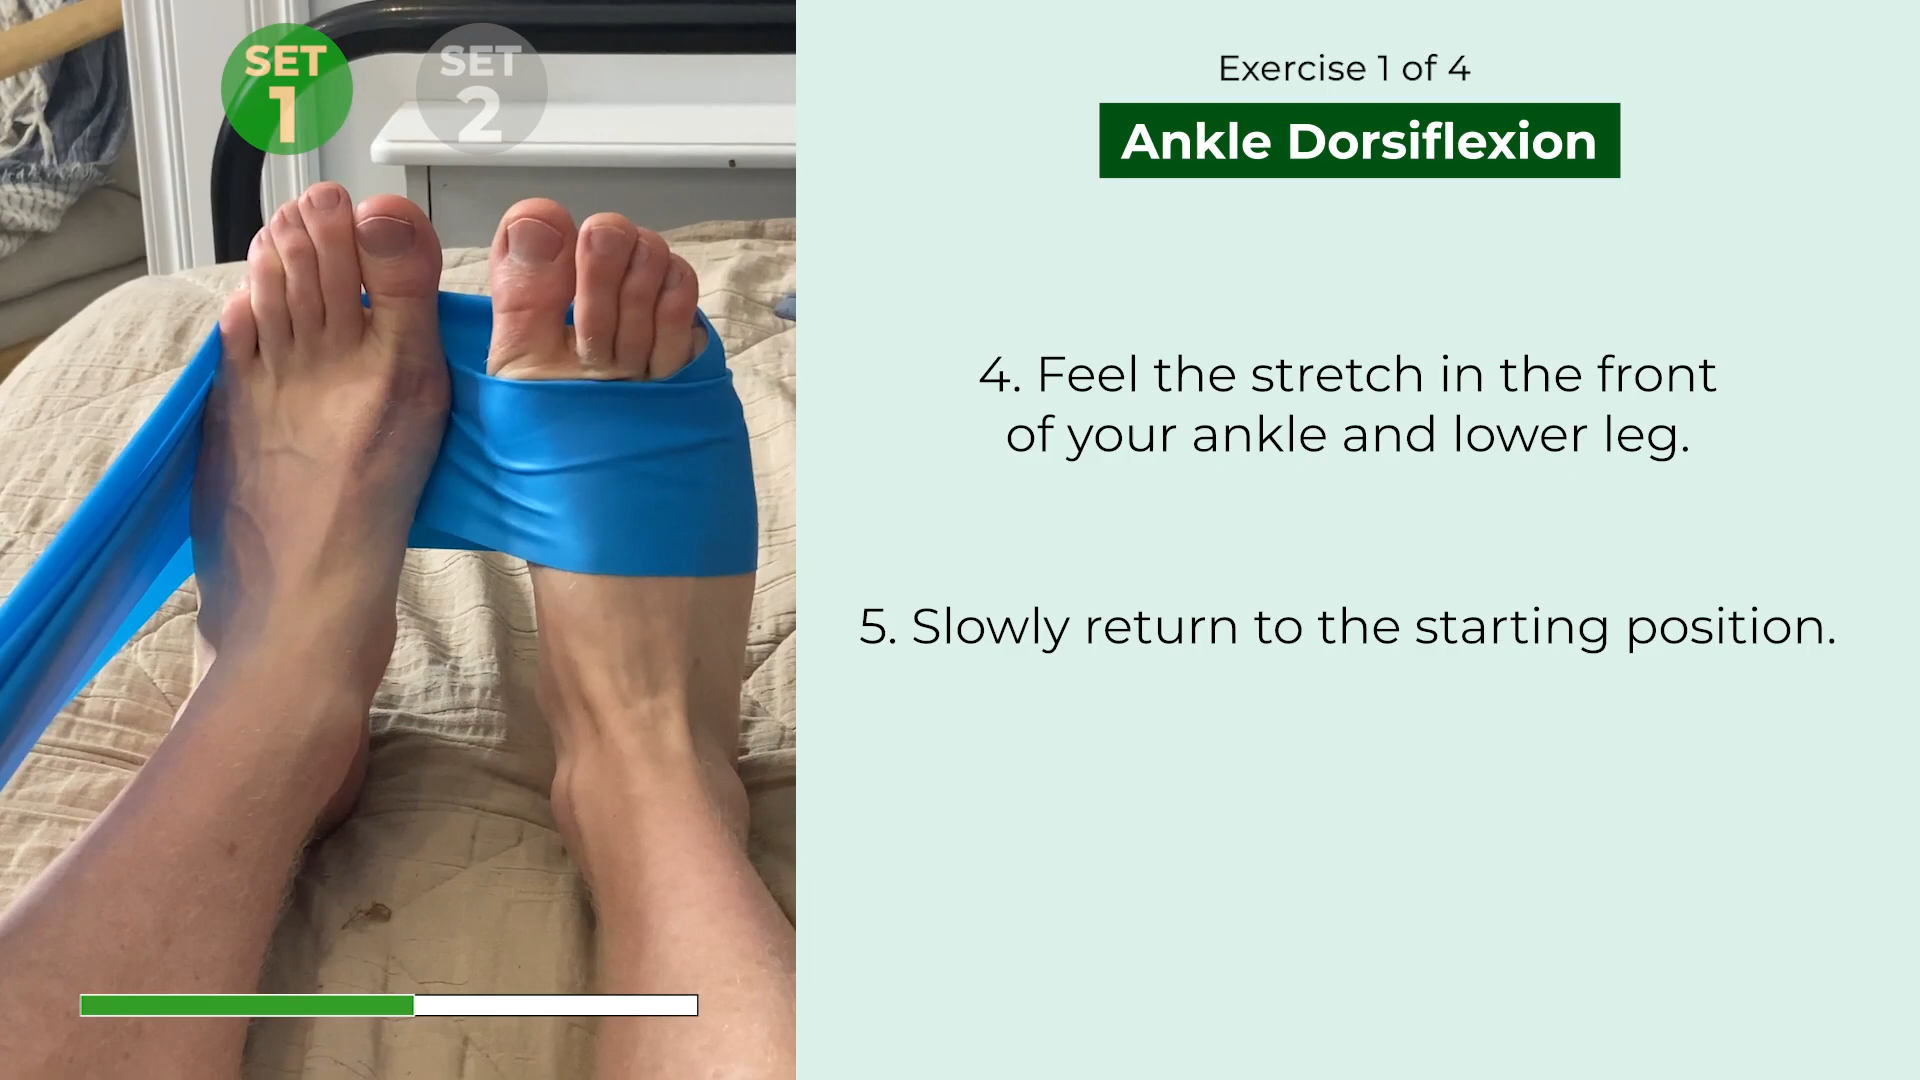 SET
1
SET
2
Exercise 1 of 4
Ankle Dorsiflexion
4. Feel the stretch in the front
of your ankle and lower leg.
5. Slowly return to the starting position.